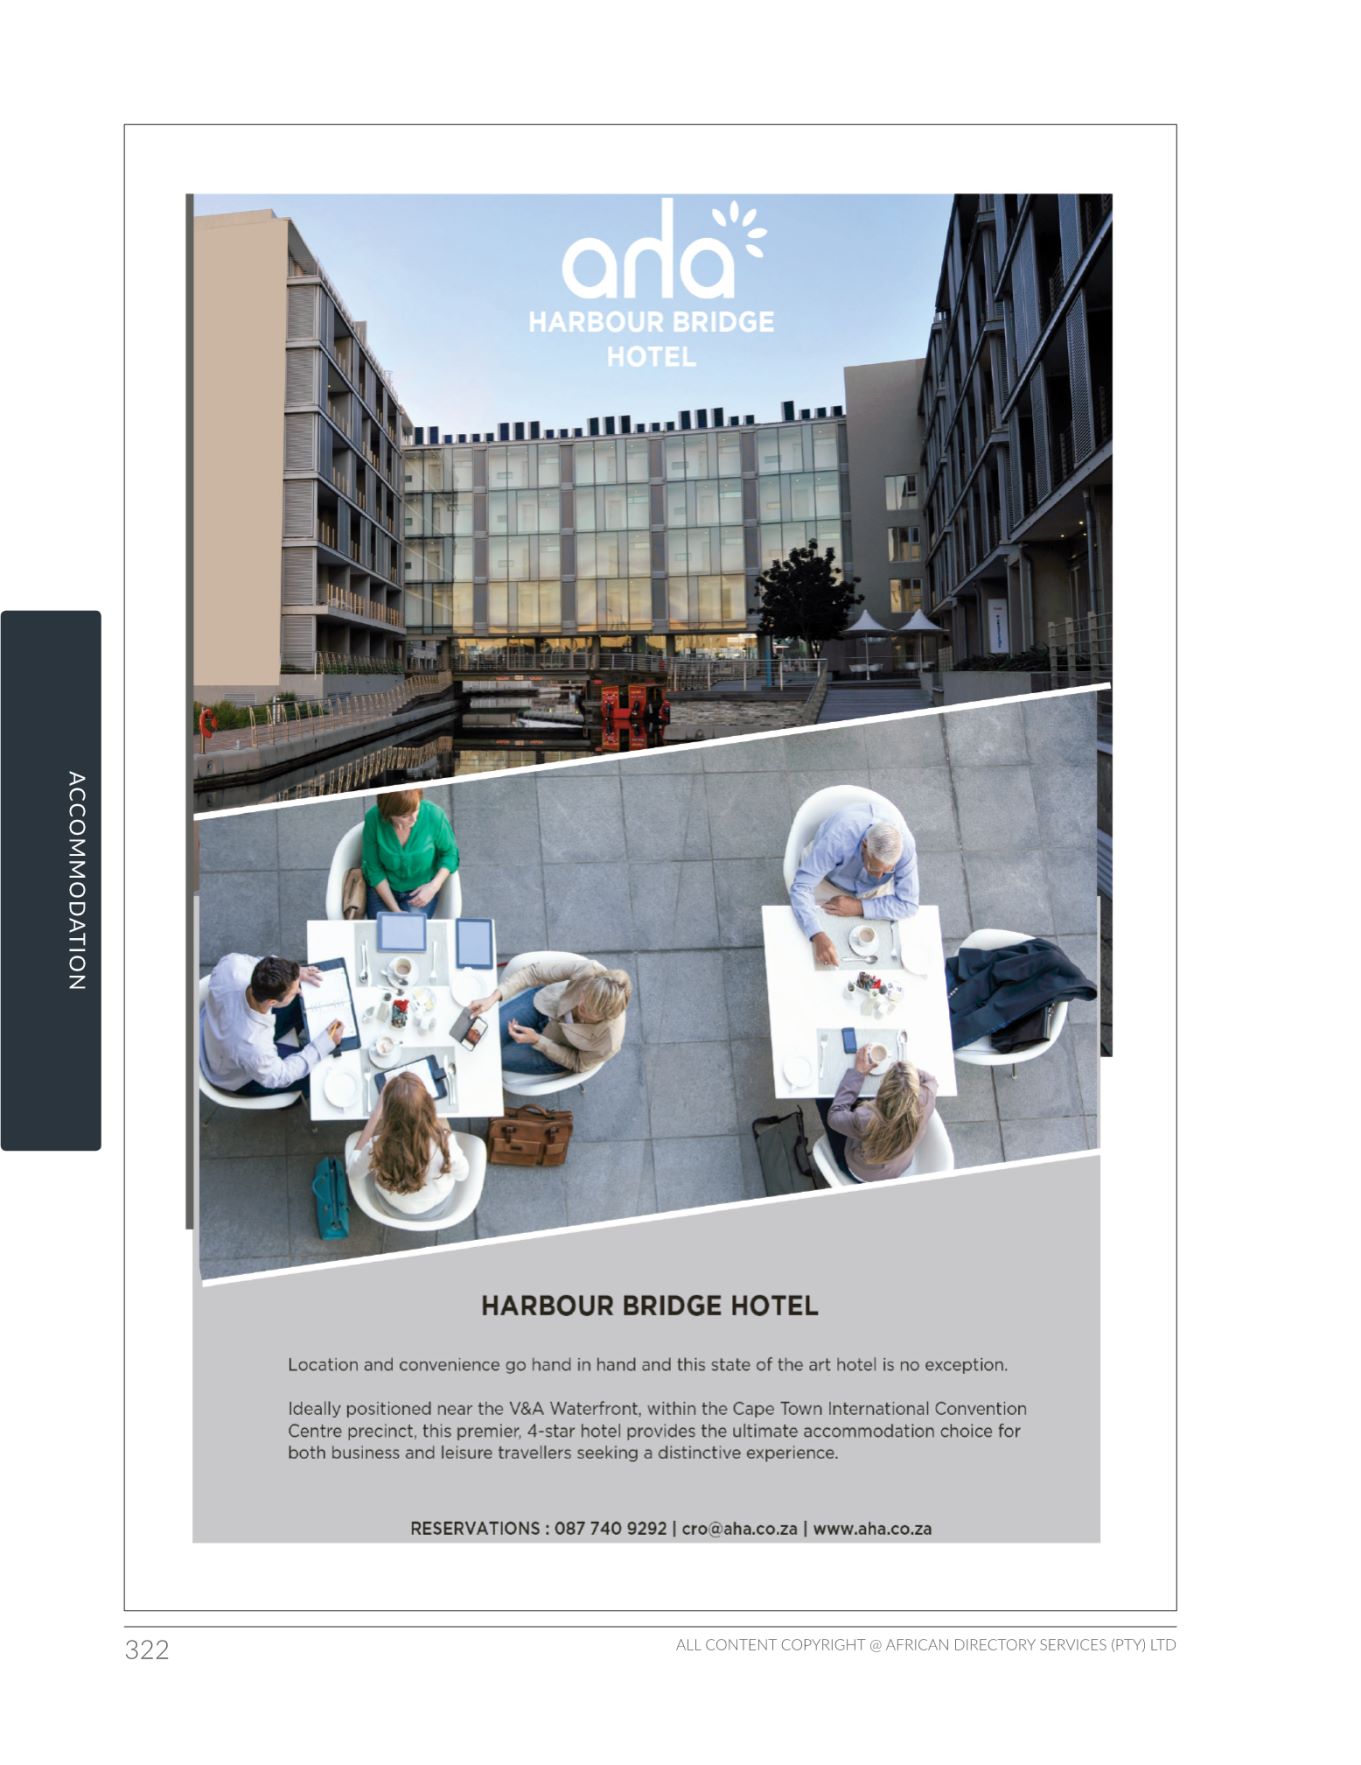 aha
HARBOUR BRIDGE
HOTEL
ACCOMMODATION
HARBOUR BRIDGE HOTEL
Location and convenience go hand in hand and this state of the art hotel is no exception.
Ideally positioned near the V&A Waterfront, within the Cape Town International Convention
Centre precinct, this premier, 4-star hotel provides the ultimate accommodation choice for
both business and leisure travellers seeking a distinctive experience.
RESERVATIONS : 087 740 9292 | cro@aha.co.za | www.aha.co.za
322
ALL CONTENT COPYRIGHT @ AFRICAN DIRECTORY SERVICES (PTY) LTD